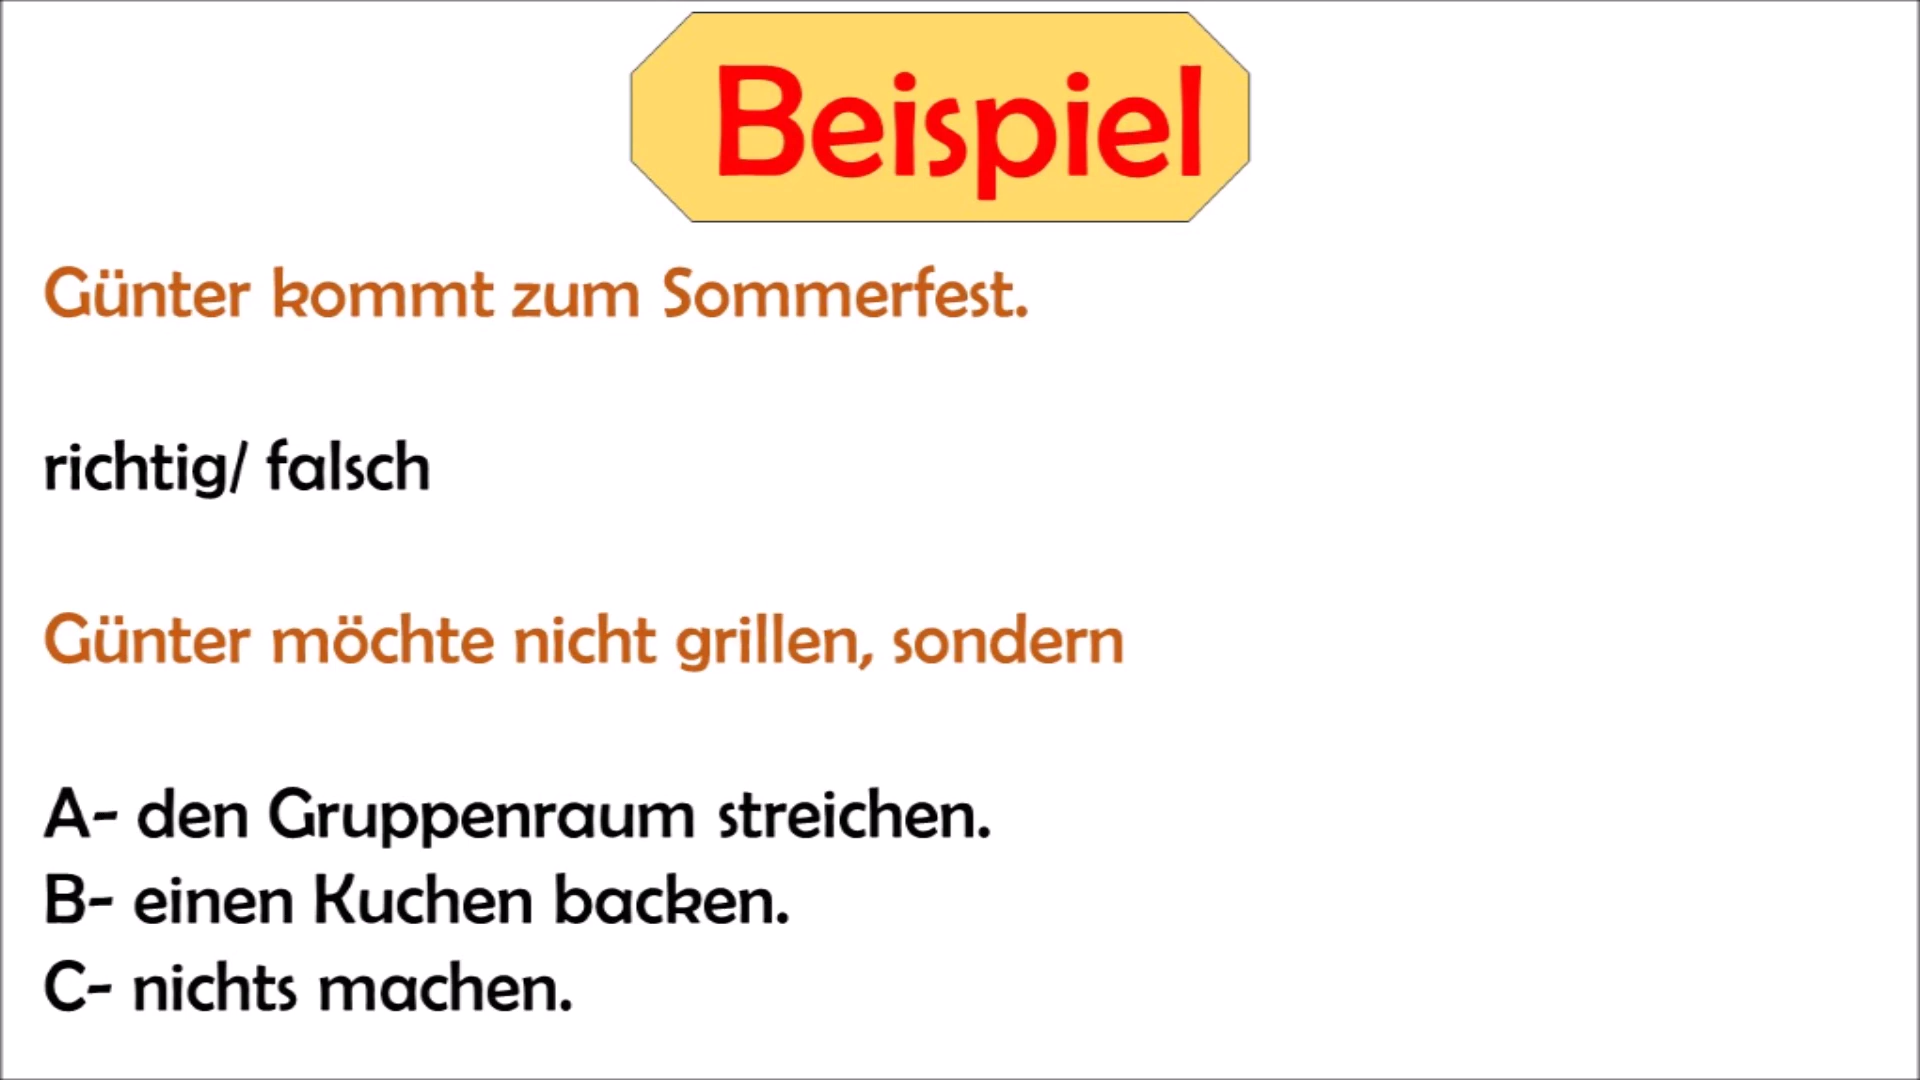 Beispiel
Günter kommt zum Sommerfest.
richtig/ falsch
Günter möchte nicht grillen, sondern
A- den Gruppenraum streichen.
B- einen Kuchen backen.
C- nichts machen.